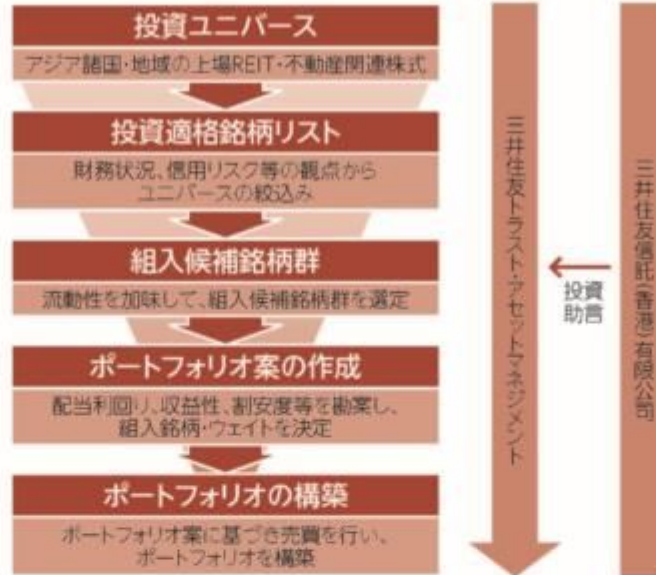 投資ユニバース
アジア諸国・地域の上場REIT・不動産関連株式
投資適格銘柄リスト
財務状況、信用リスク等の観点から
ユニバースの絞込み
組入候補銘柄群
流動性を加味して、組入候補銘柄群を選定
ポートフォリオ案の作成
配当利回り、収益性、割安度等を勘案し、
組入銘柄・ウェイトを決定
ポートフォリオの構築
ポートフォリオ案に基づき売買を行い、
ポートフォリオを構築
三井住友トラスト・アセットマネジメント
投資
助言
三井住友信託(香港)有限公司